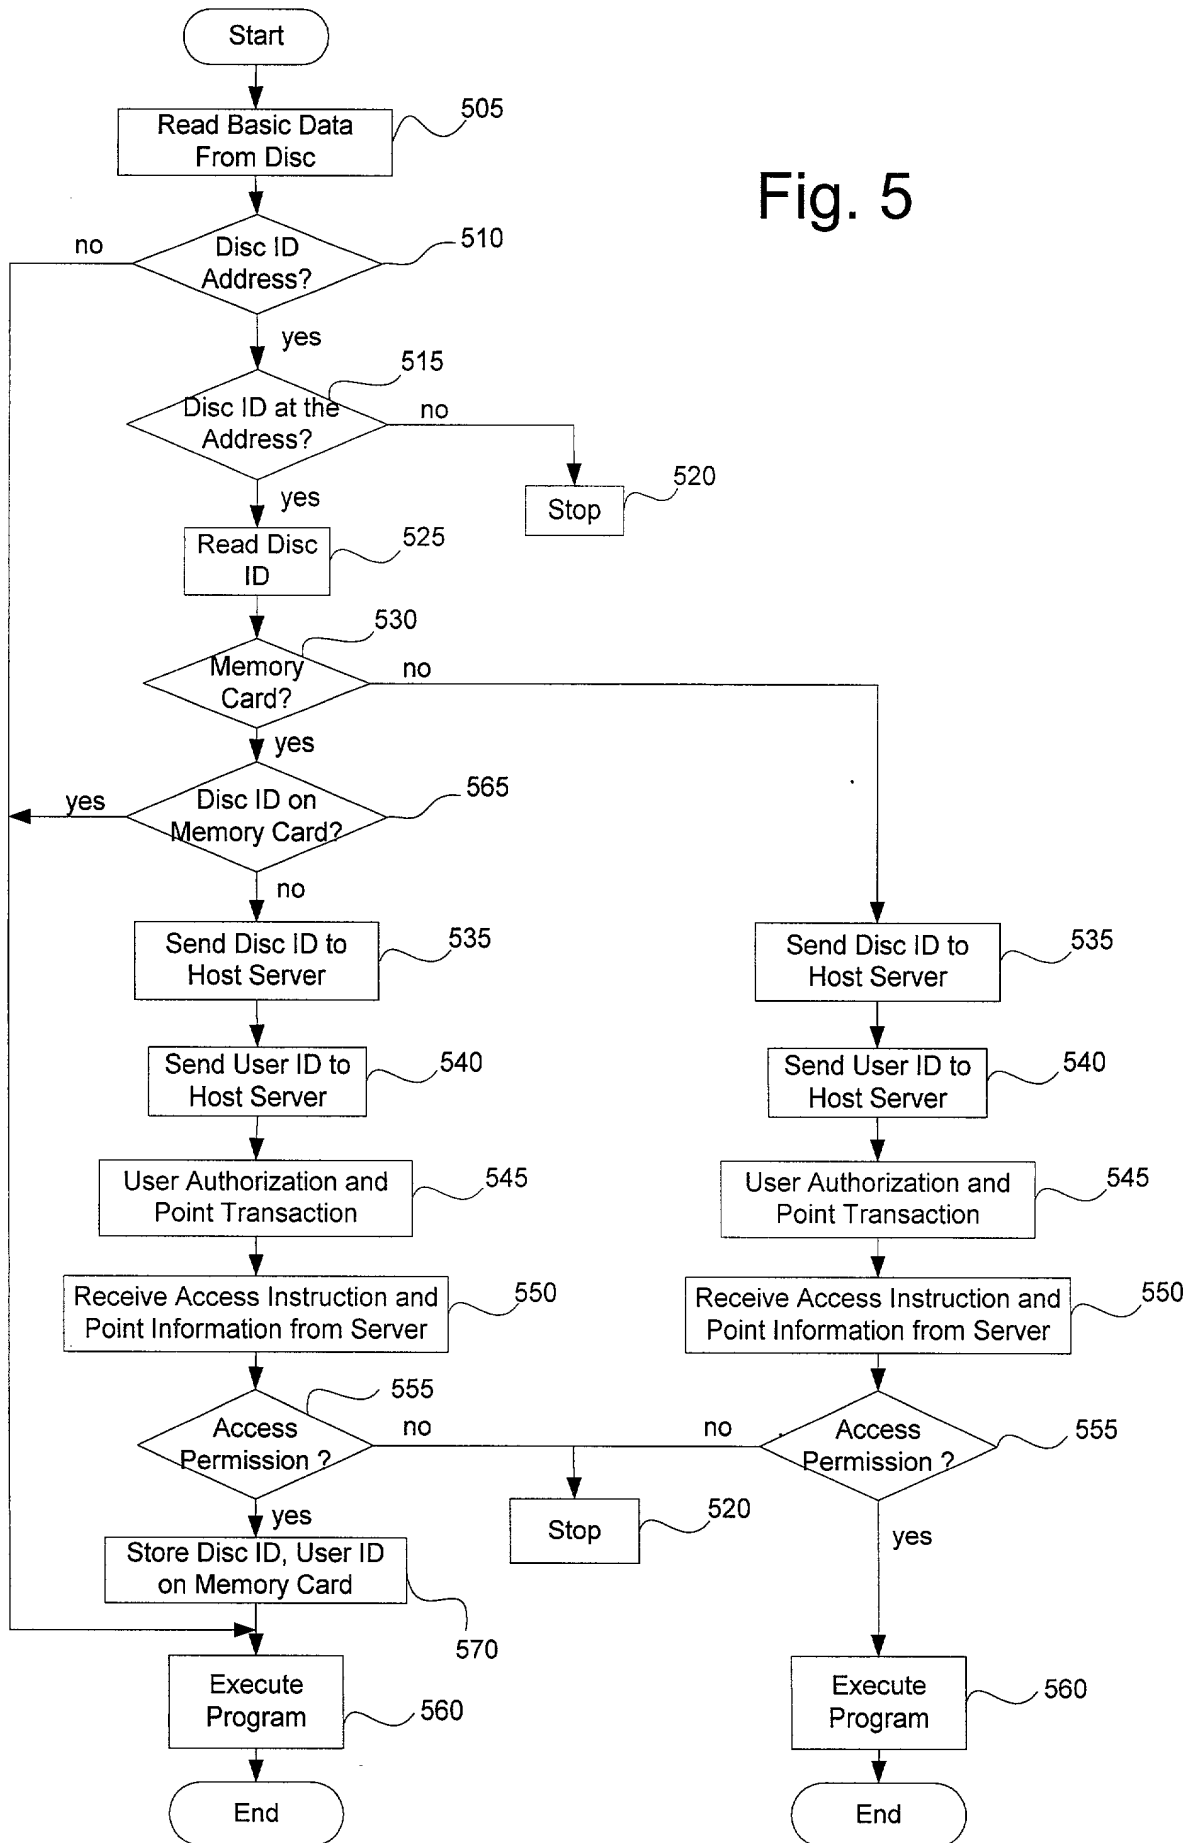 Start
Read Basic Data
From Disc
505
Fig. 5
no
Disc ID
Address?
510
yes
515
Disc ID at the
Address?
no
yes
520
Stop
Read Disc
ID
525
530
Memory
Card?
no
yes
yes
Disc ID on
Memory Card?
565
no
Send Disc ID to
Host Server
535
Send Disc ID to
Host Server
535
Send User ID to
Host Server
540
Send User ID to
Host Server
540
User Authorization and
Point Transaction
545
User Authorization and
Point Transaction
545
Receive Access Instruction and
Point Information from Server
550
Receive Access Instruction and
Point Information from Server
550
555
Access
Permission ?
no
no
Access
Permission ?
555
yes
Stop
520
yes
Store Disc ID, User ID
on Memory Card
570
Execute
Program
560
Execute
Program
560
End
End